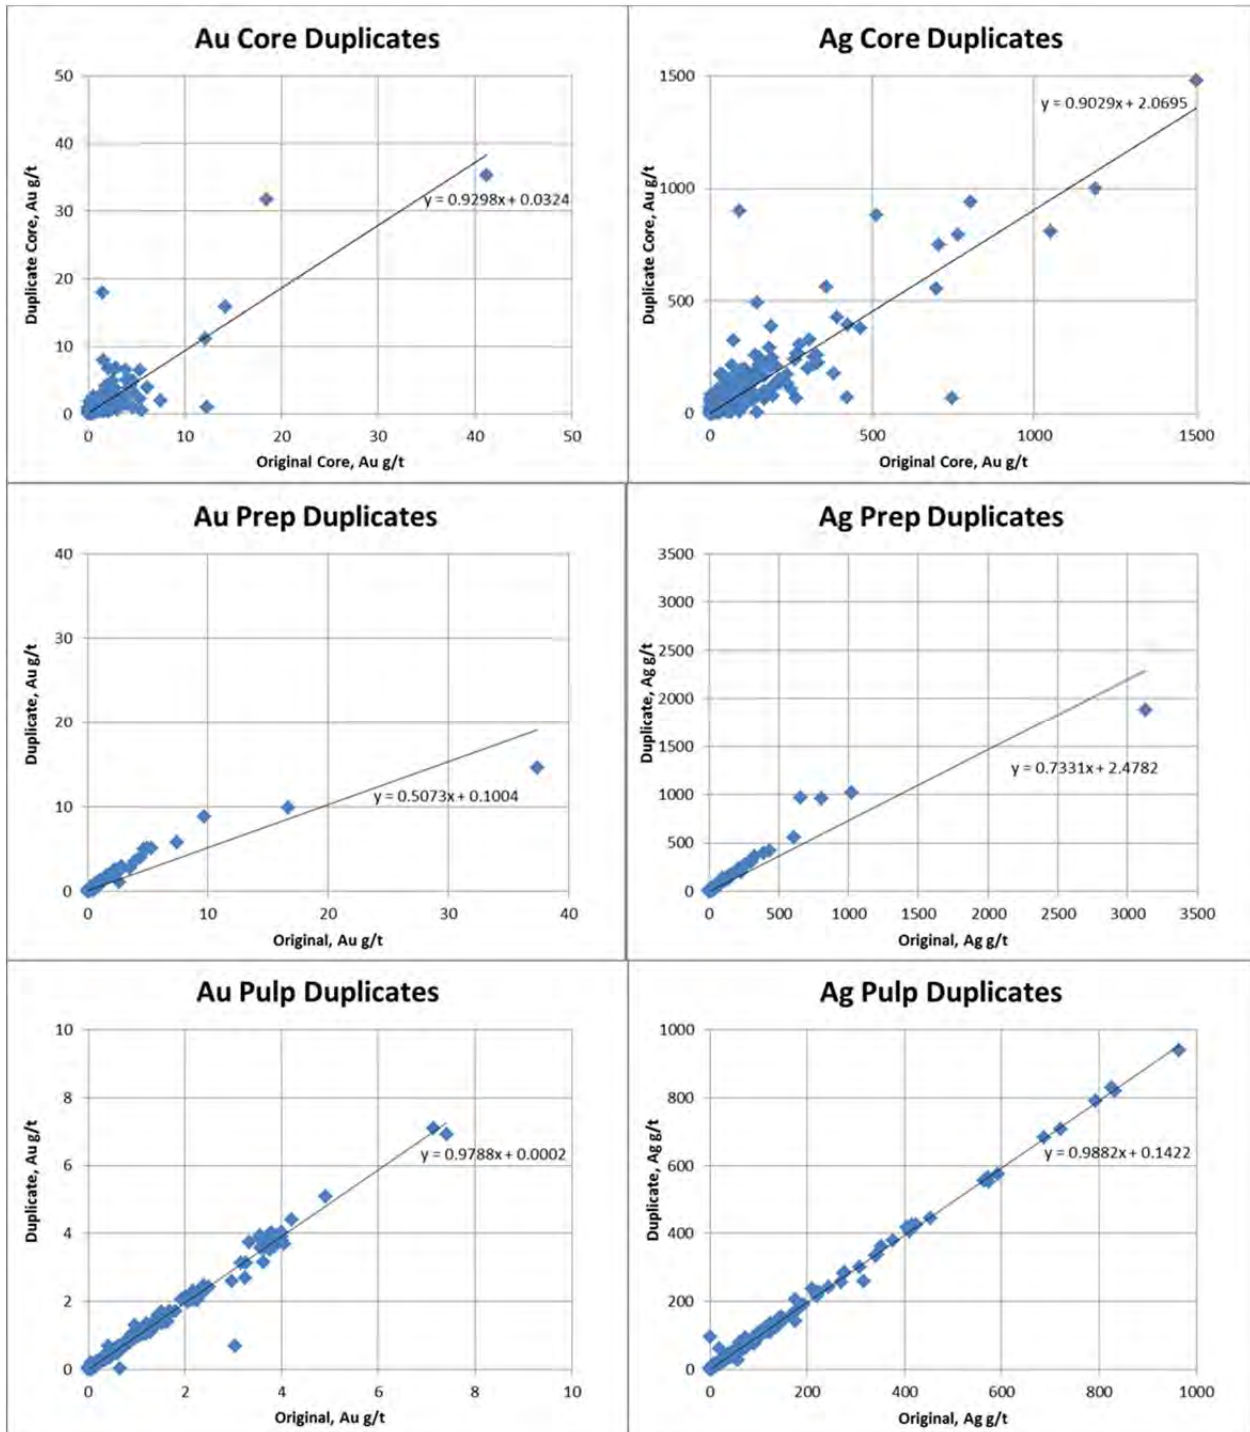 Au Core Duplicates
50
40
30
20
10
0
Duplicate Core, Au g/t
y = 0.9298x + 0.0324
0 10 20 30 40 50
Original Core, Au g/t
Ag Core Duplicates
1500
1000
500
0
Duplicate Core, Au g/t
y = 0.9029x + 2.0695
0 500 1000 1500
Original Core, Au g/t
Au Prep Duplicates
40
30
20
10
0
Duplicate, Au g/t
y = 0.5073x + 0.1004
0 10 20 30 40
Original, Au g/t
Ag Prep Duplicates
3500
3000
2500
2000
1500
1000
500
0
Duplicate, Ag g/t
y = 0.7331x + 2.4782
0 500 1000 1500 2000 2500 3000 3500
Original, Ag g/t
Au Pulp Duplicates
10
8
6
4
2
0
Duplicate, Au g/t
y = 0.9788x + 0.0002
0 2 4 6 8 10
Original, Au g/t
Ag Pulp Duplicates
1000
800
600
400
200
0
Duplicate, Ag g/t
y = 0.9882x + 0.1422
0 200 400 600 800 1000
Original, Ag g/t